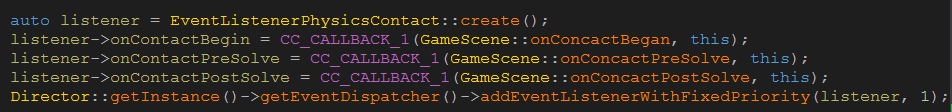 auto listener = EventListenerPhysicsContact::create();
listener->onContactBegin = CC_CALLBACK_1(GameScene::onConcactBegan, this);
listener->onContactPreSolve = CC_CALLBACK_1(GameScene::onConcactPreSolve, this);
listener->onContactPostSolve = CC_CALLBACK_1(GameScene::onConcactPostSolve, this);
Director::getInstance()->getEventDispatcher()->addEventListenerWithFixedPriority(listener, 1);